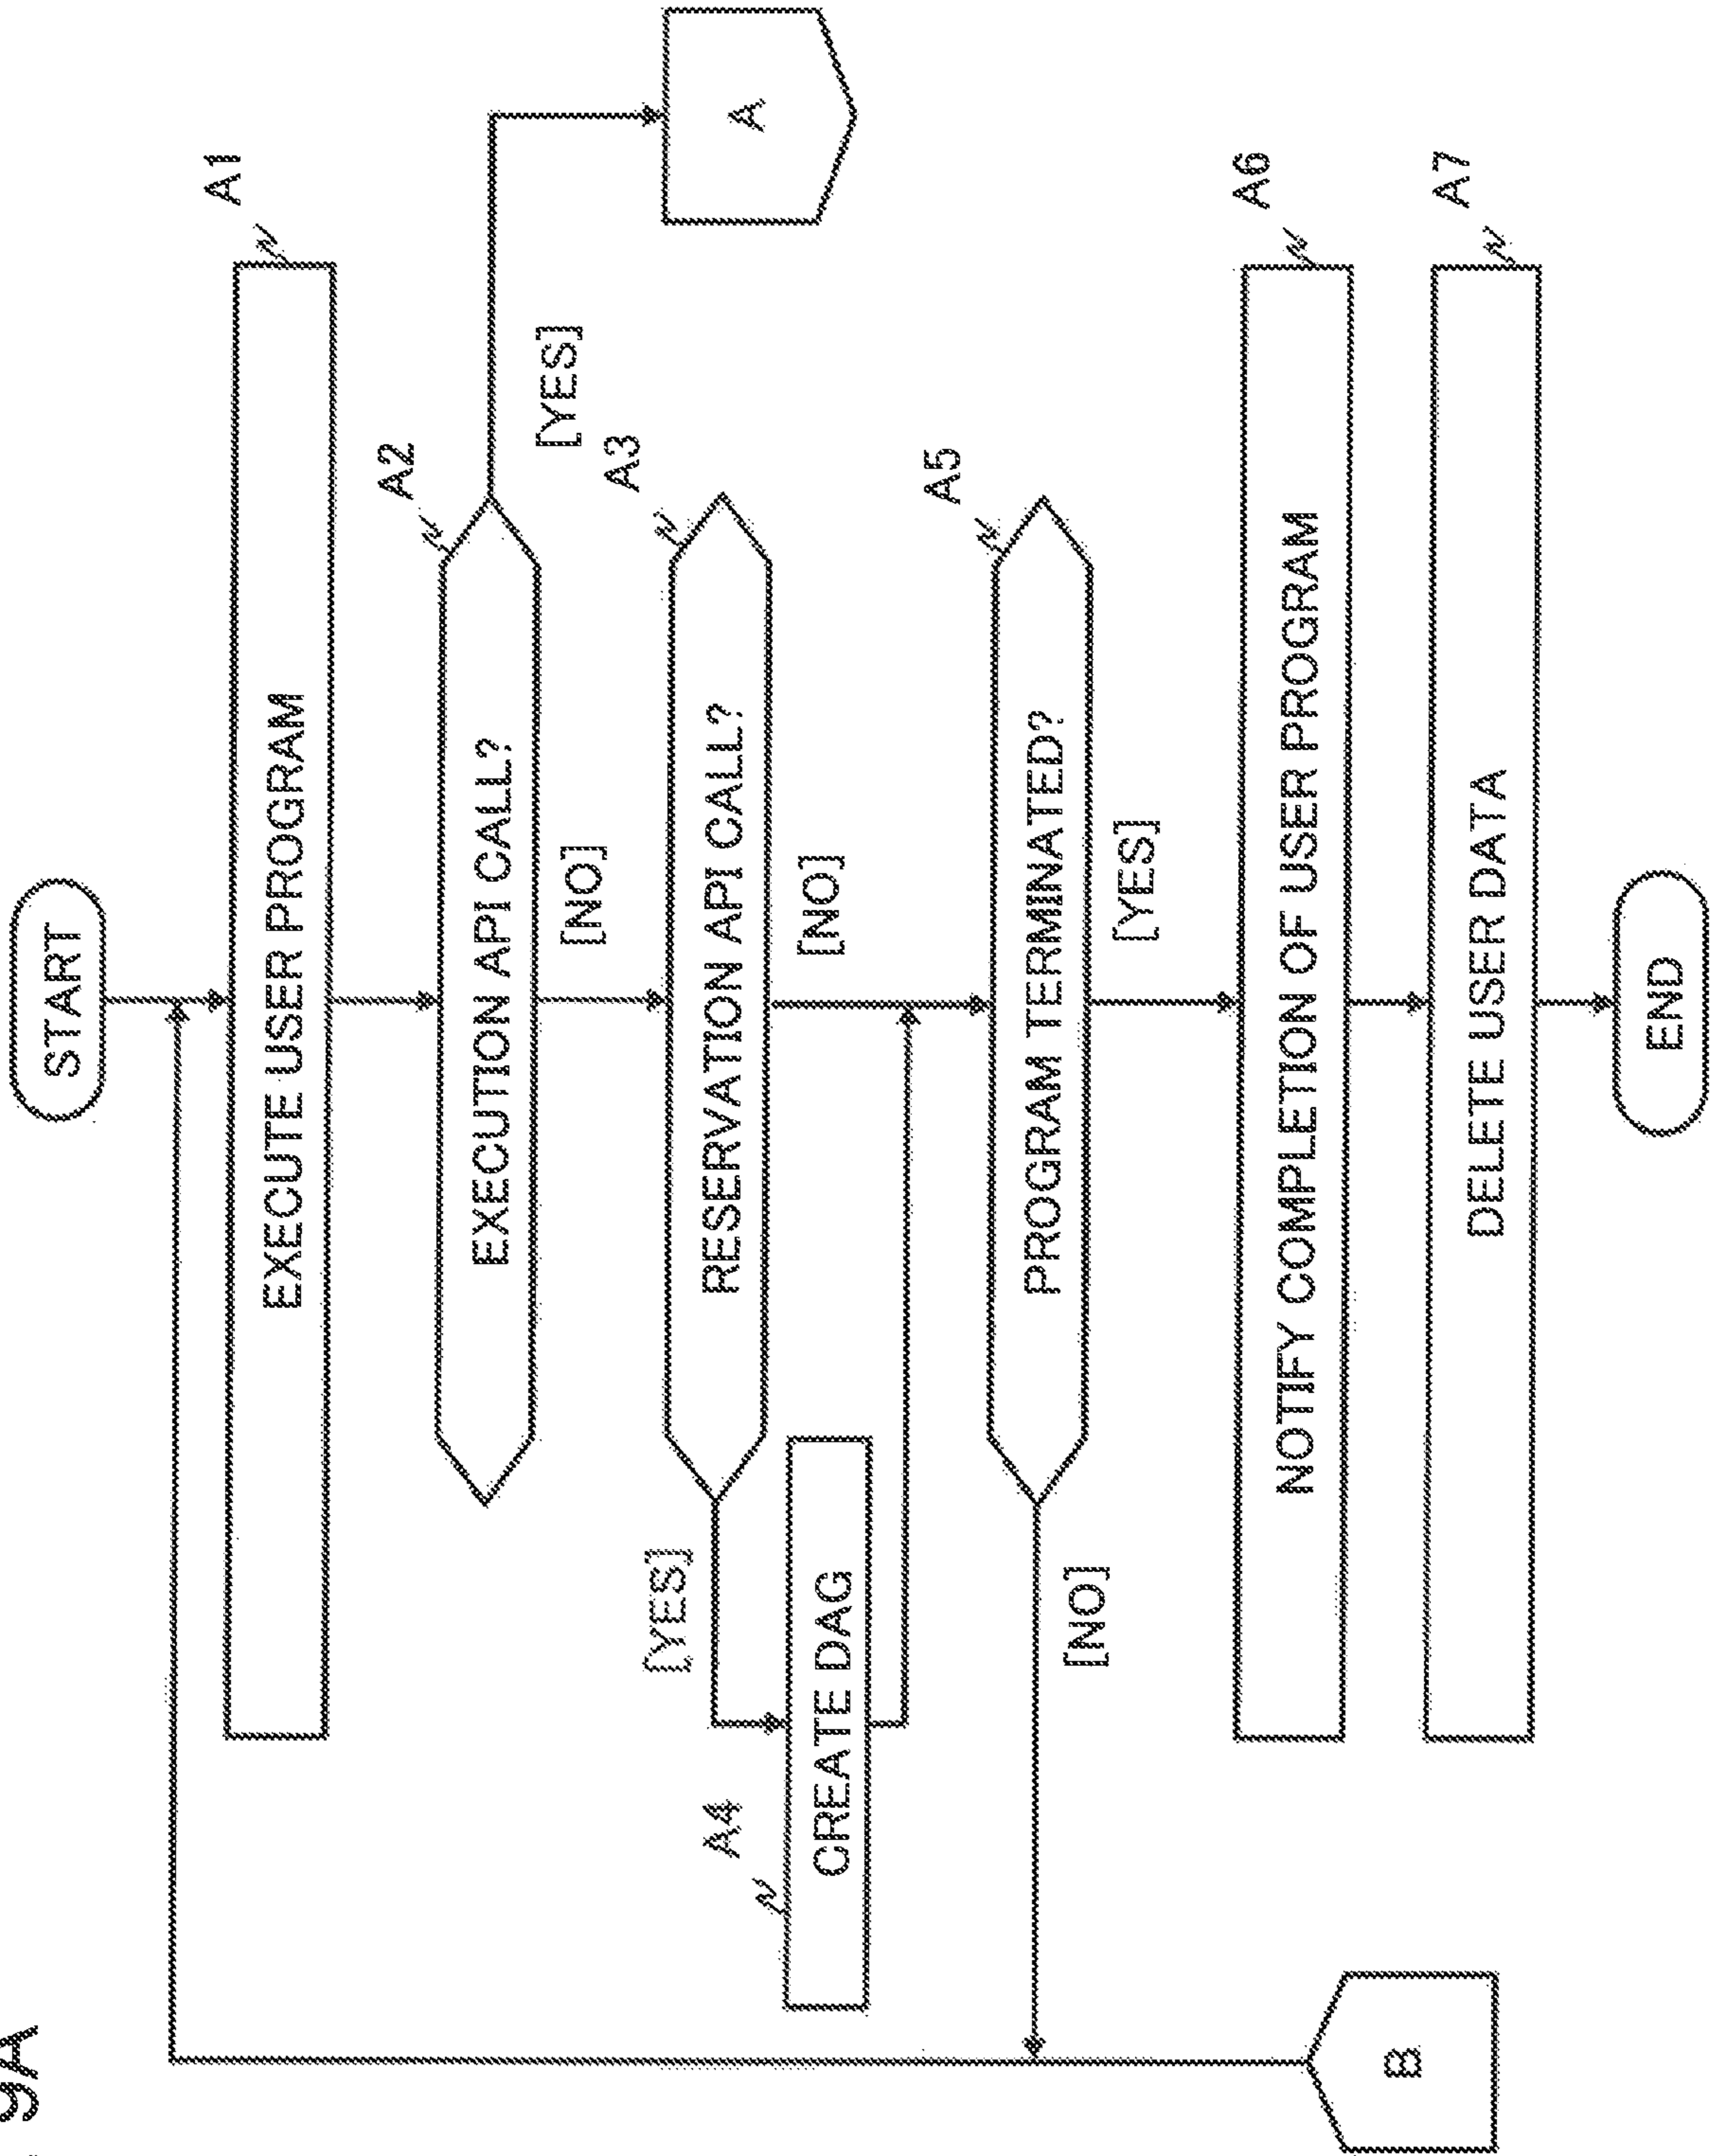 9A
START
A1
EXECUTE USER PROGRAM
A2
EXECUTION API CALL?
[YES]
[NO]
A
A3
RESERVATION API CALL?
[YES]
[NO]
A4
CREATE DAG
A5
PROGRAM TERMINATED?
[NO]
[YES]
A6
NOTIFY COMPLETION OF USER PROGRAM
A7
DELETE USER DATA
B
END